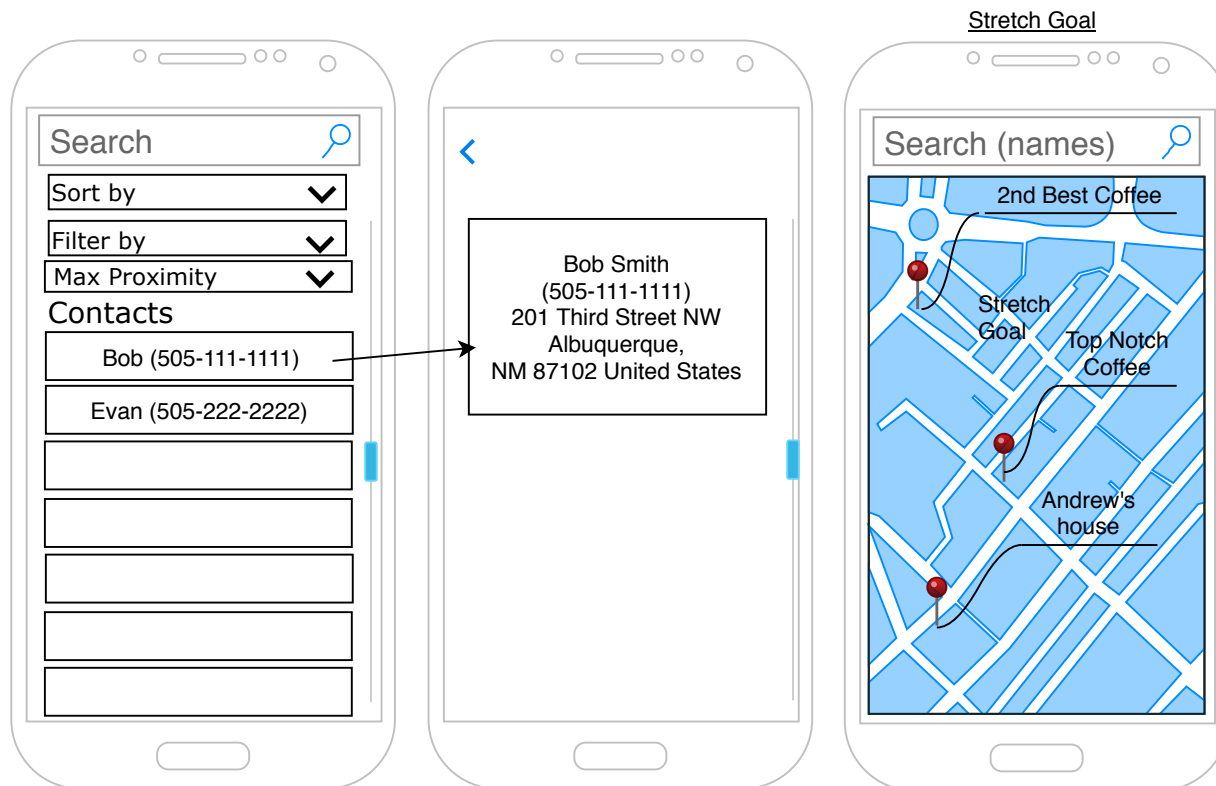 Stretch Goal
Search
Sort by
Filter by
Max Proximity
Contacts
Bob (505-111-1111)
Evan (505-222-2222)
Bob Smith
(505-111-1111)
201 Third Street NW
Albuquerque,
NM 87102 United States
Search (names)
2nd Best Coffee
Stretch
Goal
Top Notch
Coffee
Andrew's
house